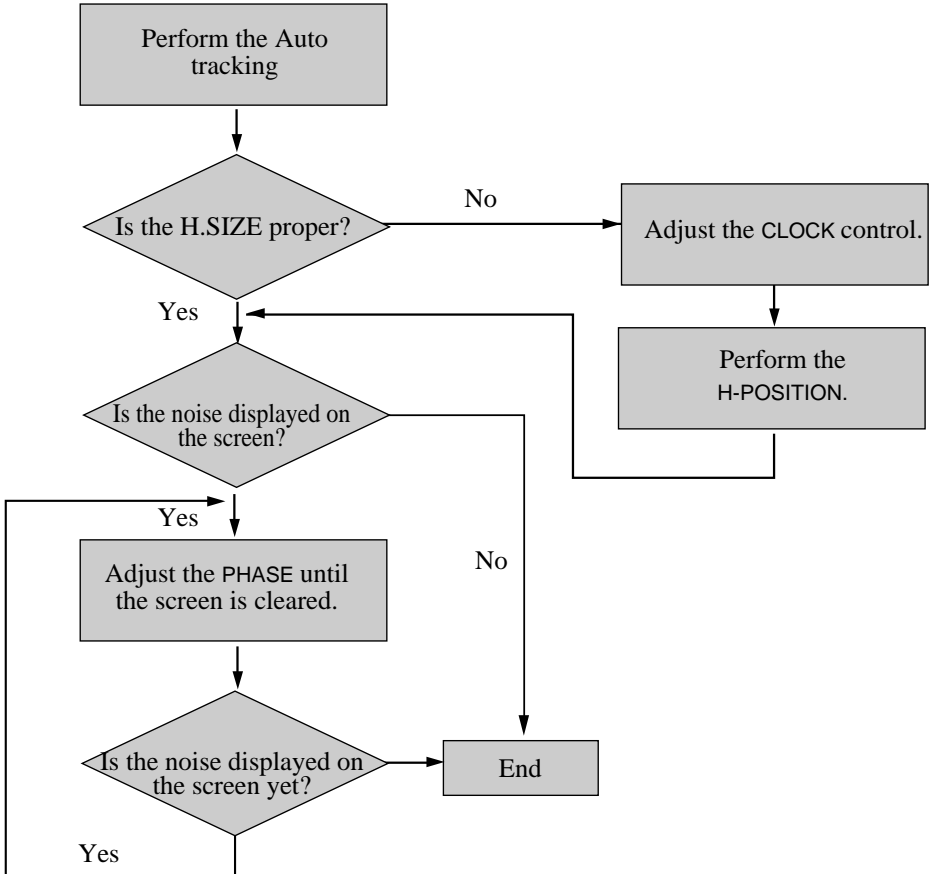 Perform the Auto
tracking
Is the H.SIZE proper?
No
Adjust the CLOCK control.
Yes
Perform the
H-POSITION.
Is the noise displayed on
the screen?
Yes
No
Adjust the PHASE until
the screen is cleared.
Is the noise displayed on
the screen yet?
End
Yes